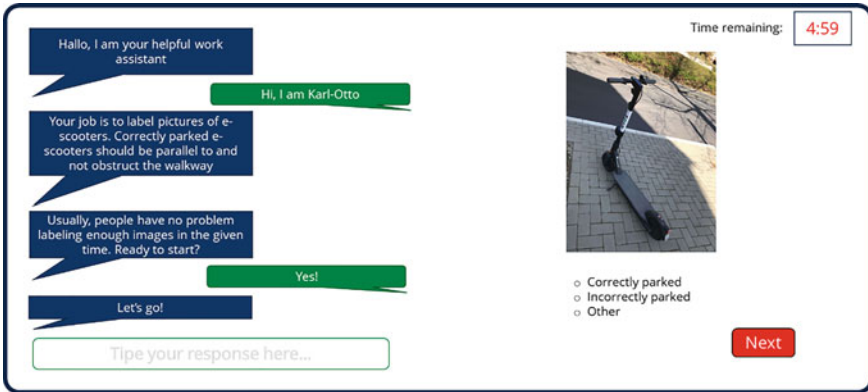 Time remaining: 4:59
Hallo, I am your helpful work
assistant
Hi, I am Karl-Otto
Your job is to label pictures of e-
scooters. Correctly parked e-
scooters should be parallel to and
not obstruct the walkway
Usually, people have no problem
labeling enough images in the given
time. Ready to start?
Yes!
Let's go!
Tipe your response here...
Correctly parked
Incorrectly parked
Other
Next